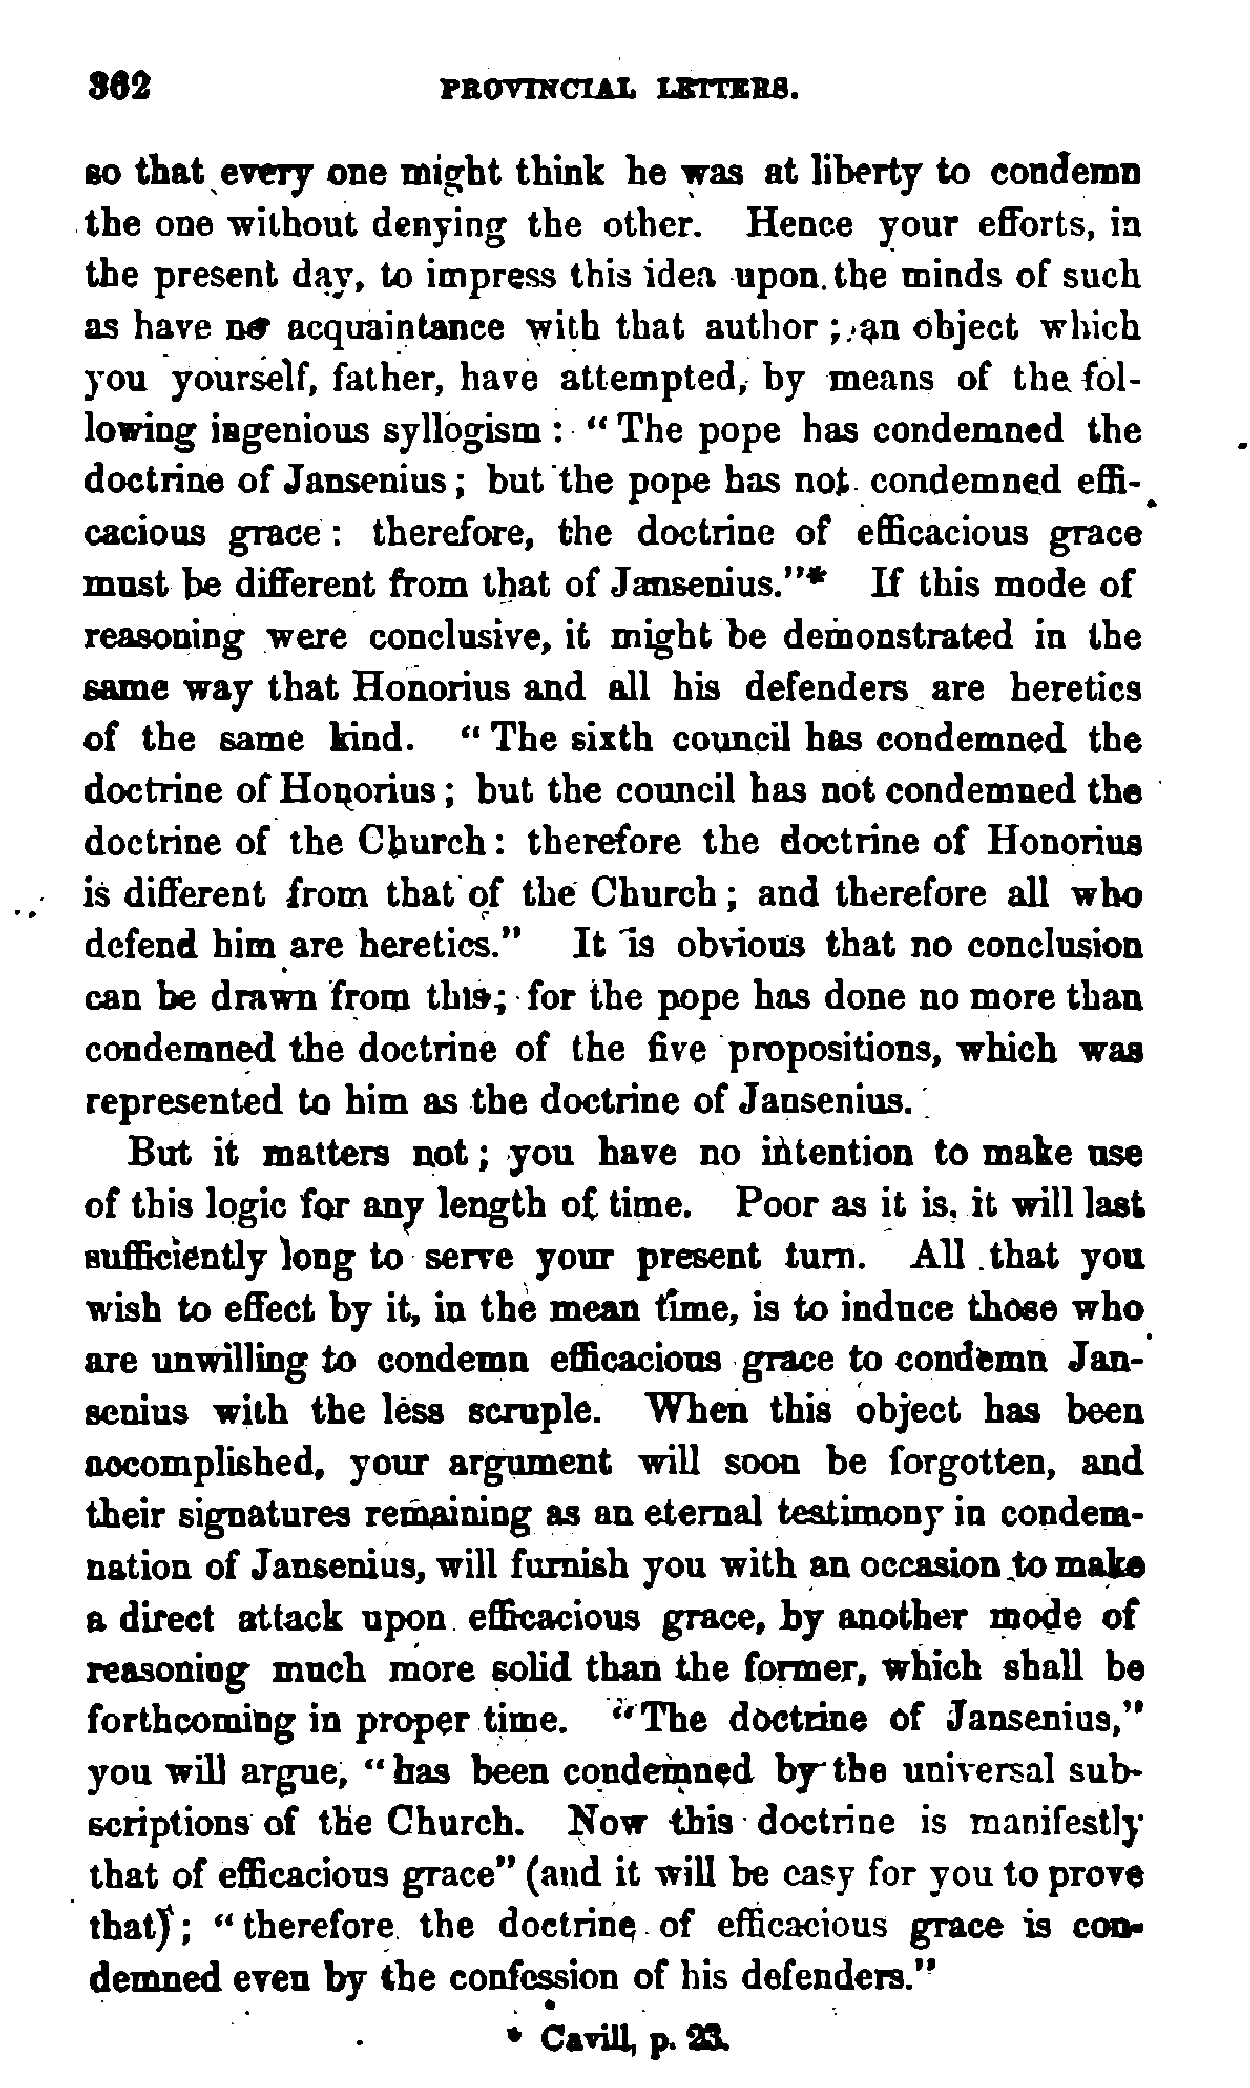 362 PROVINCIAL LETTERS.
so that every one might think he was at liberty to condemn
the one without denying the other. Hence your efforts, in
the present day, to impress this idea upon the minds of such
as have no acquaintance with that author; an object which
you yourself, father, have attempted, by means of the fol-
lowing ingenious syllogism: "The pope has condemned the
doctrine of Jansenius; but the pope has not condemned effi-
cacious grace: therefore, the doctrine of efficacious grace
must be different from that of Jansenius."* If this mode of
reasoning were conclusive, it might be demonstrated in the
same way that Honorius and all his defenders are heretics
of the same kind. "The sixth council has condemned the
doctrine of Honorius; but the council has not condemned the
doctrine of the Church: therefore the doctrine of Honorius
is different from that of the Church; and therefore all who
defend him are heretics." It is obvious that no conclusion
can be drawn from this; for the pope has done no more than
condemned the doctrine of the five propositions, which was
represented to him as the doctrine of Jansenius.
But it matters not; you have no intention to make use
of this logic for any length of time. Poor as it is, it will last
sufficiently long to serve your present turn. All that you
wish to effect by it, in the mean time, is to induce those who
are unwilling to condemn efficacious grace to condemn Jan-
senius with the less scruple. When this object has been
accomplished, your argument will soon be forgotten, and
their signatures remaining as an eternal testimony in condem-
nation of Jansenius, will furnish you with an occasion to make
a direct attack upon efficacious grace, by another mode of
reasoning much more solid than the former, which shall be
forthcoming in proper time. "The doctrine of Jansenius,"
you will argue, "has been condemned by the universal sub-
scriptions of the Church. Now this doctrine is manifestly
that of efficacious grace" (and it will be easy for you to prove
that); "therefore the doctrine of efficacious grace is con-
demned even by the confession of his defenders."
* Cavill, p. 23.